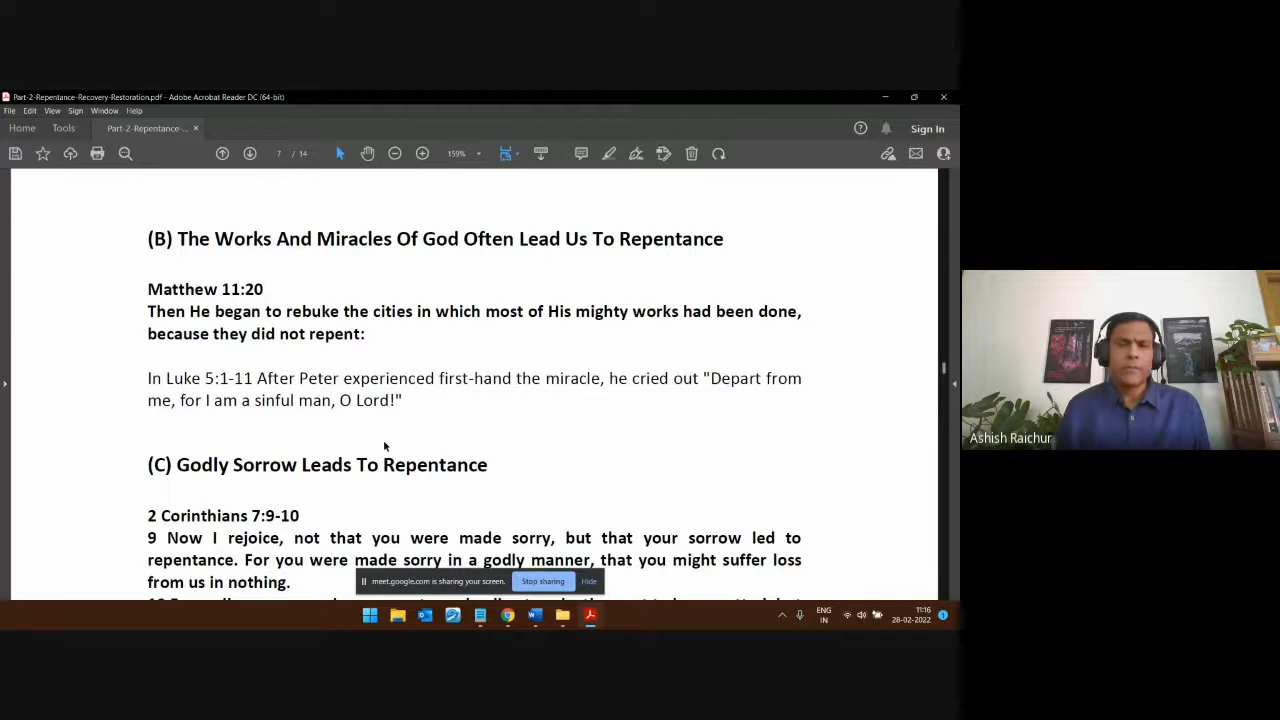 Part-2-Repentance-Recovery-Restoration.pdf - Adobe Acrobat Reader DC (64-bit)
File Edit View Sign Window Help
Home Tools Part-2-Repentance-... × Sign In
7 / 14 159%
(B) The Works And Miracles Of God Often Lead Us To Repentance
Matthew 11:20
Then He began to rebuke the cities in which most of His mighty works had been done,
because they did not repent:
In Luke 5:1-11 After Peter experienced first-hand the miracle, he cried out "Depart from
me, for I am a sinful man, O Lord!"
(C) Godly Sorrow Leads To Repentance
2 Corinthians 7:9-10
9 Now I rejoice, not that you were made sorry, but that your sorrow led to
repentance. For you were made sorry in a godly manner, that you might suffer loss
from us in nothing.
meet.google.com is sharing your screen. Stop sharing Hide
ENG
IN
11:16
28-02-2022
Ashish Raichur